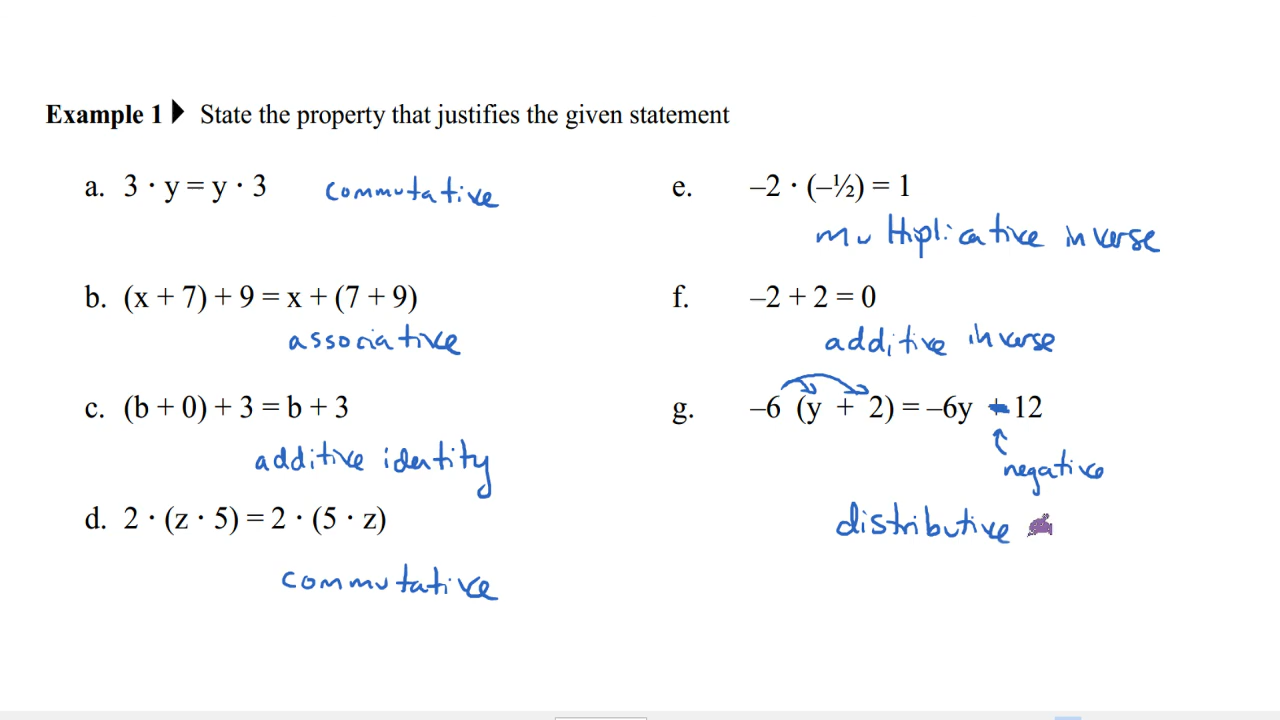 Example 1 ▶ State the property that justifies the given statement
a. 3 · y = y · 3 commutative
b. (x + 7) + 9 = x + (7 + 9)
associative
c. (b + 0) + 3 = b + 3
additive identity
d. 2 · (z · 5) = 2 · (5 · z)
commutative
e. –2 · (–½) = 1
multiplicative inverse
f. –2 + 2 = 0
additive inverse
g. –6 (y + 2) = –6y - 12
negative
distributive